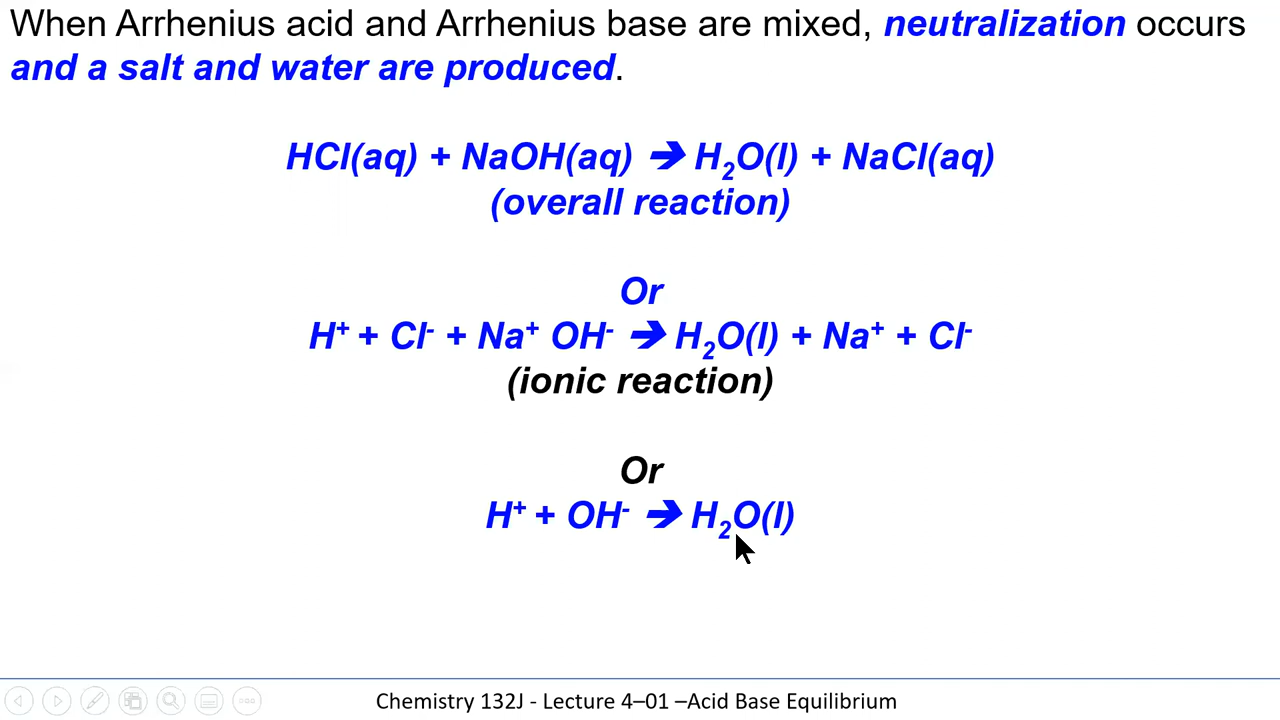 When Arrhenius acid and Arrhenius base are mixed, neutralization occurs
and a salt and water are produced.
HCl(aq) + NaOH(aq) ➔ H₂O(l) + NaCl(aq)
(overall reaction)
Or
H⁺ + Cl⁻ + Na⁺ OH⁻ ➔ H₂O(l) + Na⁺ + Cl⁻
(ionic reaction)
Or
H⁺ + OH⁻ ➔ H₂O(l)
Chemistry 132J - Lecture 4–01 –Acid Base Equilibrium